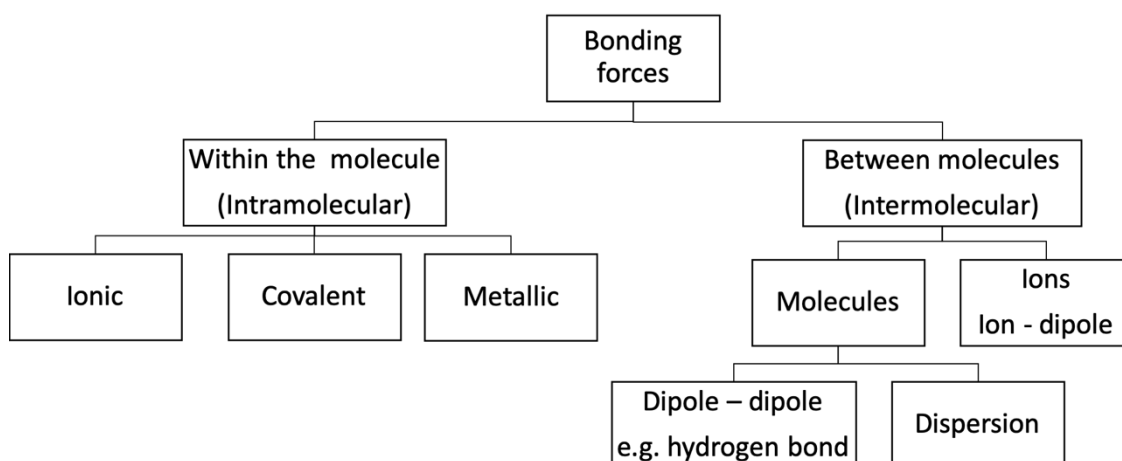 Bonding
forces
Within the  molecule
(Intramolecular)
Between molecules
(Intermolecular)
Ionic
Covalent
Metallic
Molecules
Ions
Ion - dipole
Dipole – dipole
e.g. hydrogen bond
Dispersion